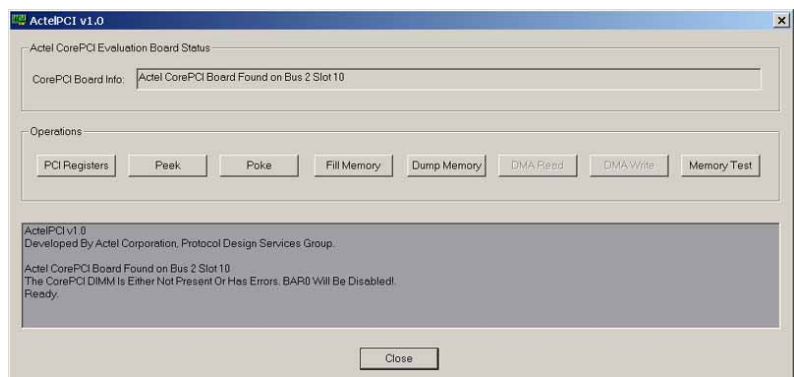 ActelPCI v1.0
Actel CorePCI Evaluation Board Status
CorePCI Board Info: Actel CorePCI Board Found on Bus 2 Slot 10
Operations
PCI Registers Peek Poke Fill Memory Dump Memory DMA Read DMA Write Memory Test
ActelPCI v1.0
Developed By Actel Corporation, Protocol Design Services Group.
Actel CorePCI Board Found on Bus 2 Slot 10
The CorePCI DIMM Is Either Not Present Or Has Errors. BAR0 Will Be Disabled!.
Ready.
Close